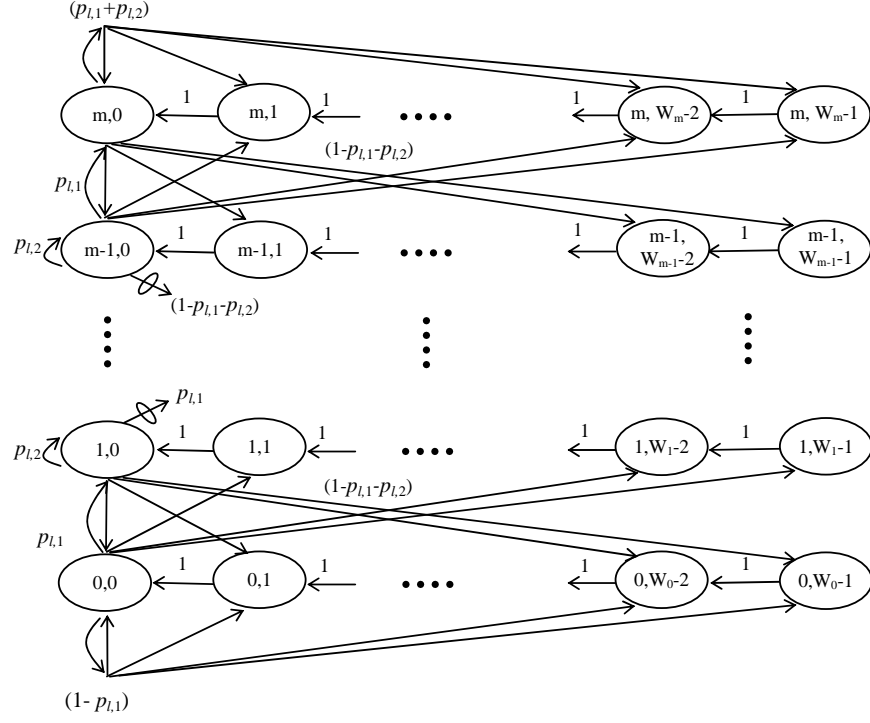 (p_{l,1}+p_{l,2})
m,0
1
m,1
1
1
m, W_m-2
1
m, W_m-1
(1-p_{l,1}-p_{l,2})
p_{l,1}
p_{l,2}
m-1,0
1
m-1,1
1
1
m-1, W_{m-1}-2
1
m-1, W_{m-1}-1
(1-p_{l,1}-p_{l,2})
p_{l,1}
p_{l,2}
1,0
1
1,1
1
1
1,W_1-2
1
1,W_1-1
(1-p_{l,1}-p_{l,2})
p_{l,1}
0,0
1
0,1
1
1
0,W_0-2
1
0,W_0-1
(1- p_{l,1})